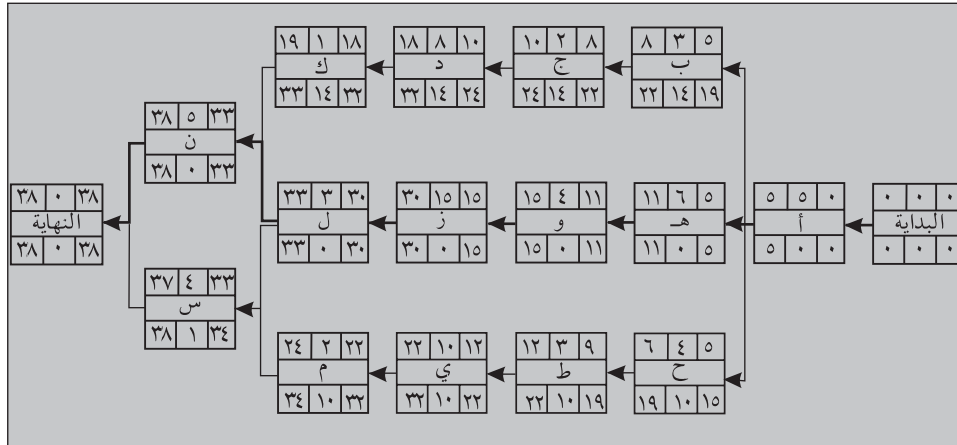 ٠ ٠ ٠
البداية
٠ ٠ ٠
٠ ٥ ٥
أ
٠ ٠ ٥
٥ ٣ ٨
ب
١٩ ١٤ ٢٢
٨ ٢ ١٠
ج
٢٢ ١٤ ٢٤
١٠ ٨ ١٨
د
٢٤ ١٤ ٣٢
١٨ ١ ١٩
ك
٣٢ ١٤ ٣٣
٥ ٦ ١١
هـ
٥ ٠ ١١
١١ ٤ ١٥
و
١١ ٠ ١٥
١٥ ١٥ ٣٠
ز
١٥ ٠ ٣٠
٣٠ ٣ ٣٣
ل
٣٠ ٠ ٣٣
٥ ٤ ٦
ح
١٥ ١٠ ١٩
٩ ٣ ١٢
ط
١٩ ١٠ ٢٢
١٢ ١٠ ٢٢
ي
٢٢ ١٠ ٣٢
٢٢ ٢ ٢٤
م
٣٢ ١٠ ٣٤
٣٣ ٥ ٣٨
ن
٣٣ ٠ ٣٨
٣٣ ٤ ٣٧
س
٣٤ ١ ٣٨
٣٨ ٠ ٣٨
النهاية
٣٨ ٠ ٣٨